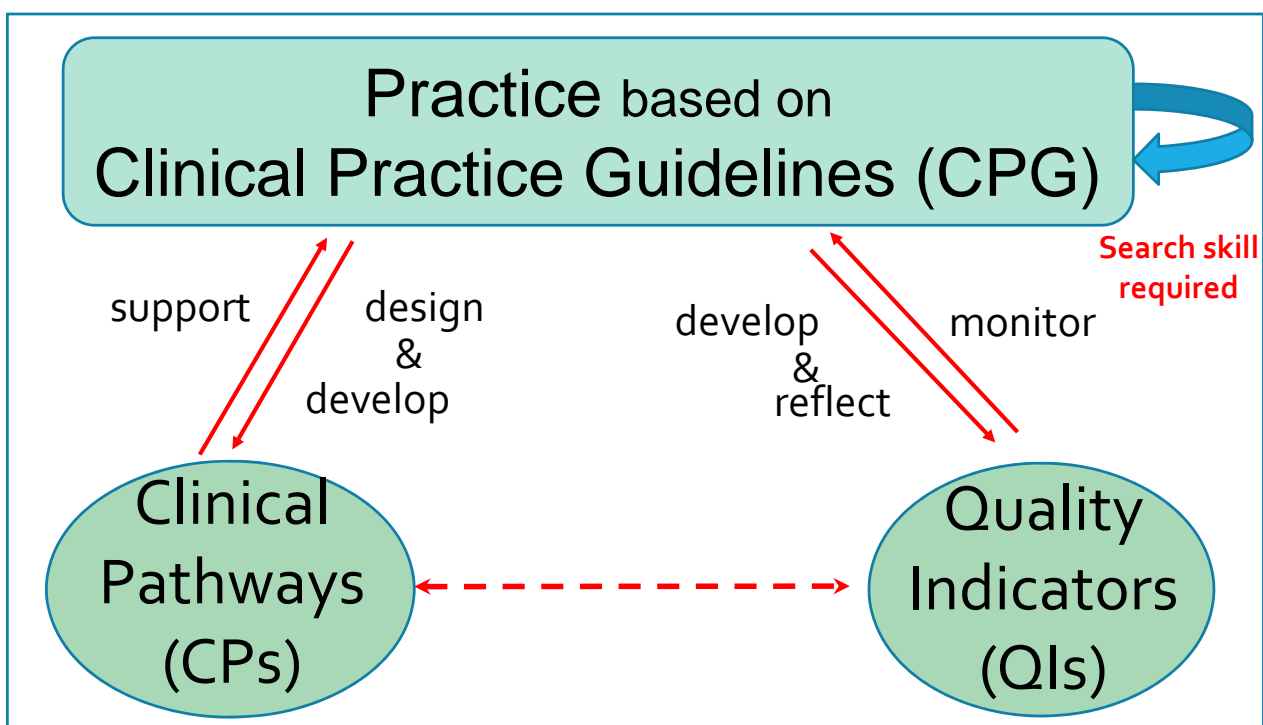 Practice based on
Clinical Practice Guidelines (CPG)
Search skill
required
support
design
&
develop
develop
&
reflect
monitor
Clinical
Pathways
(CPs)
Quality
Indicators
(QIs)